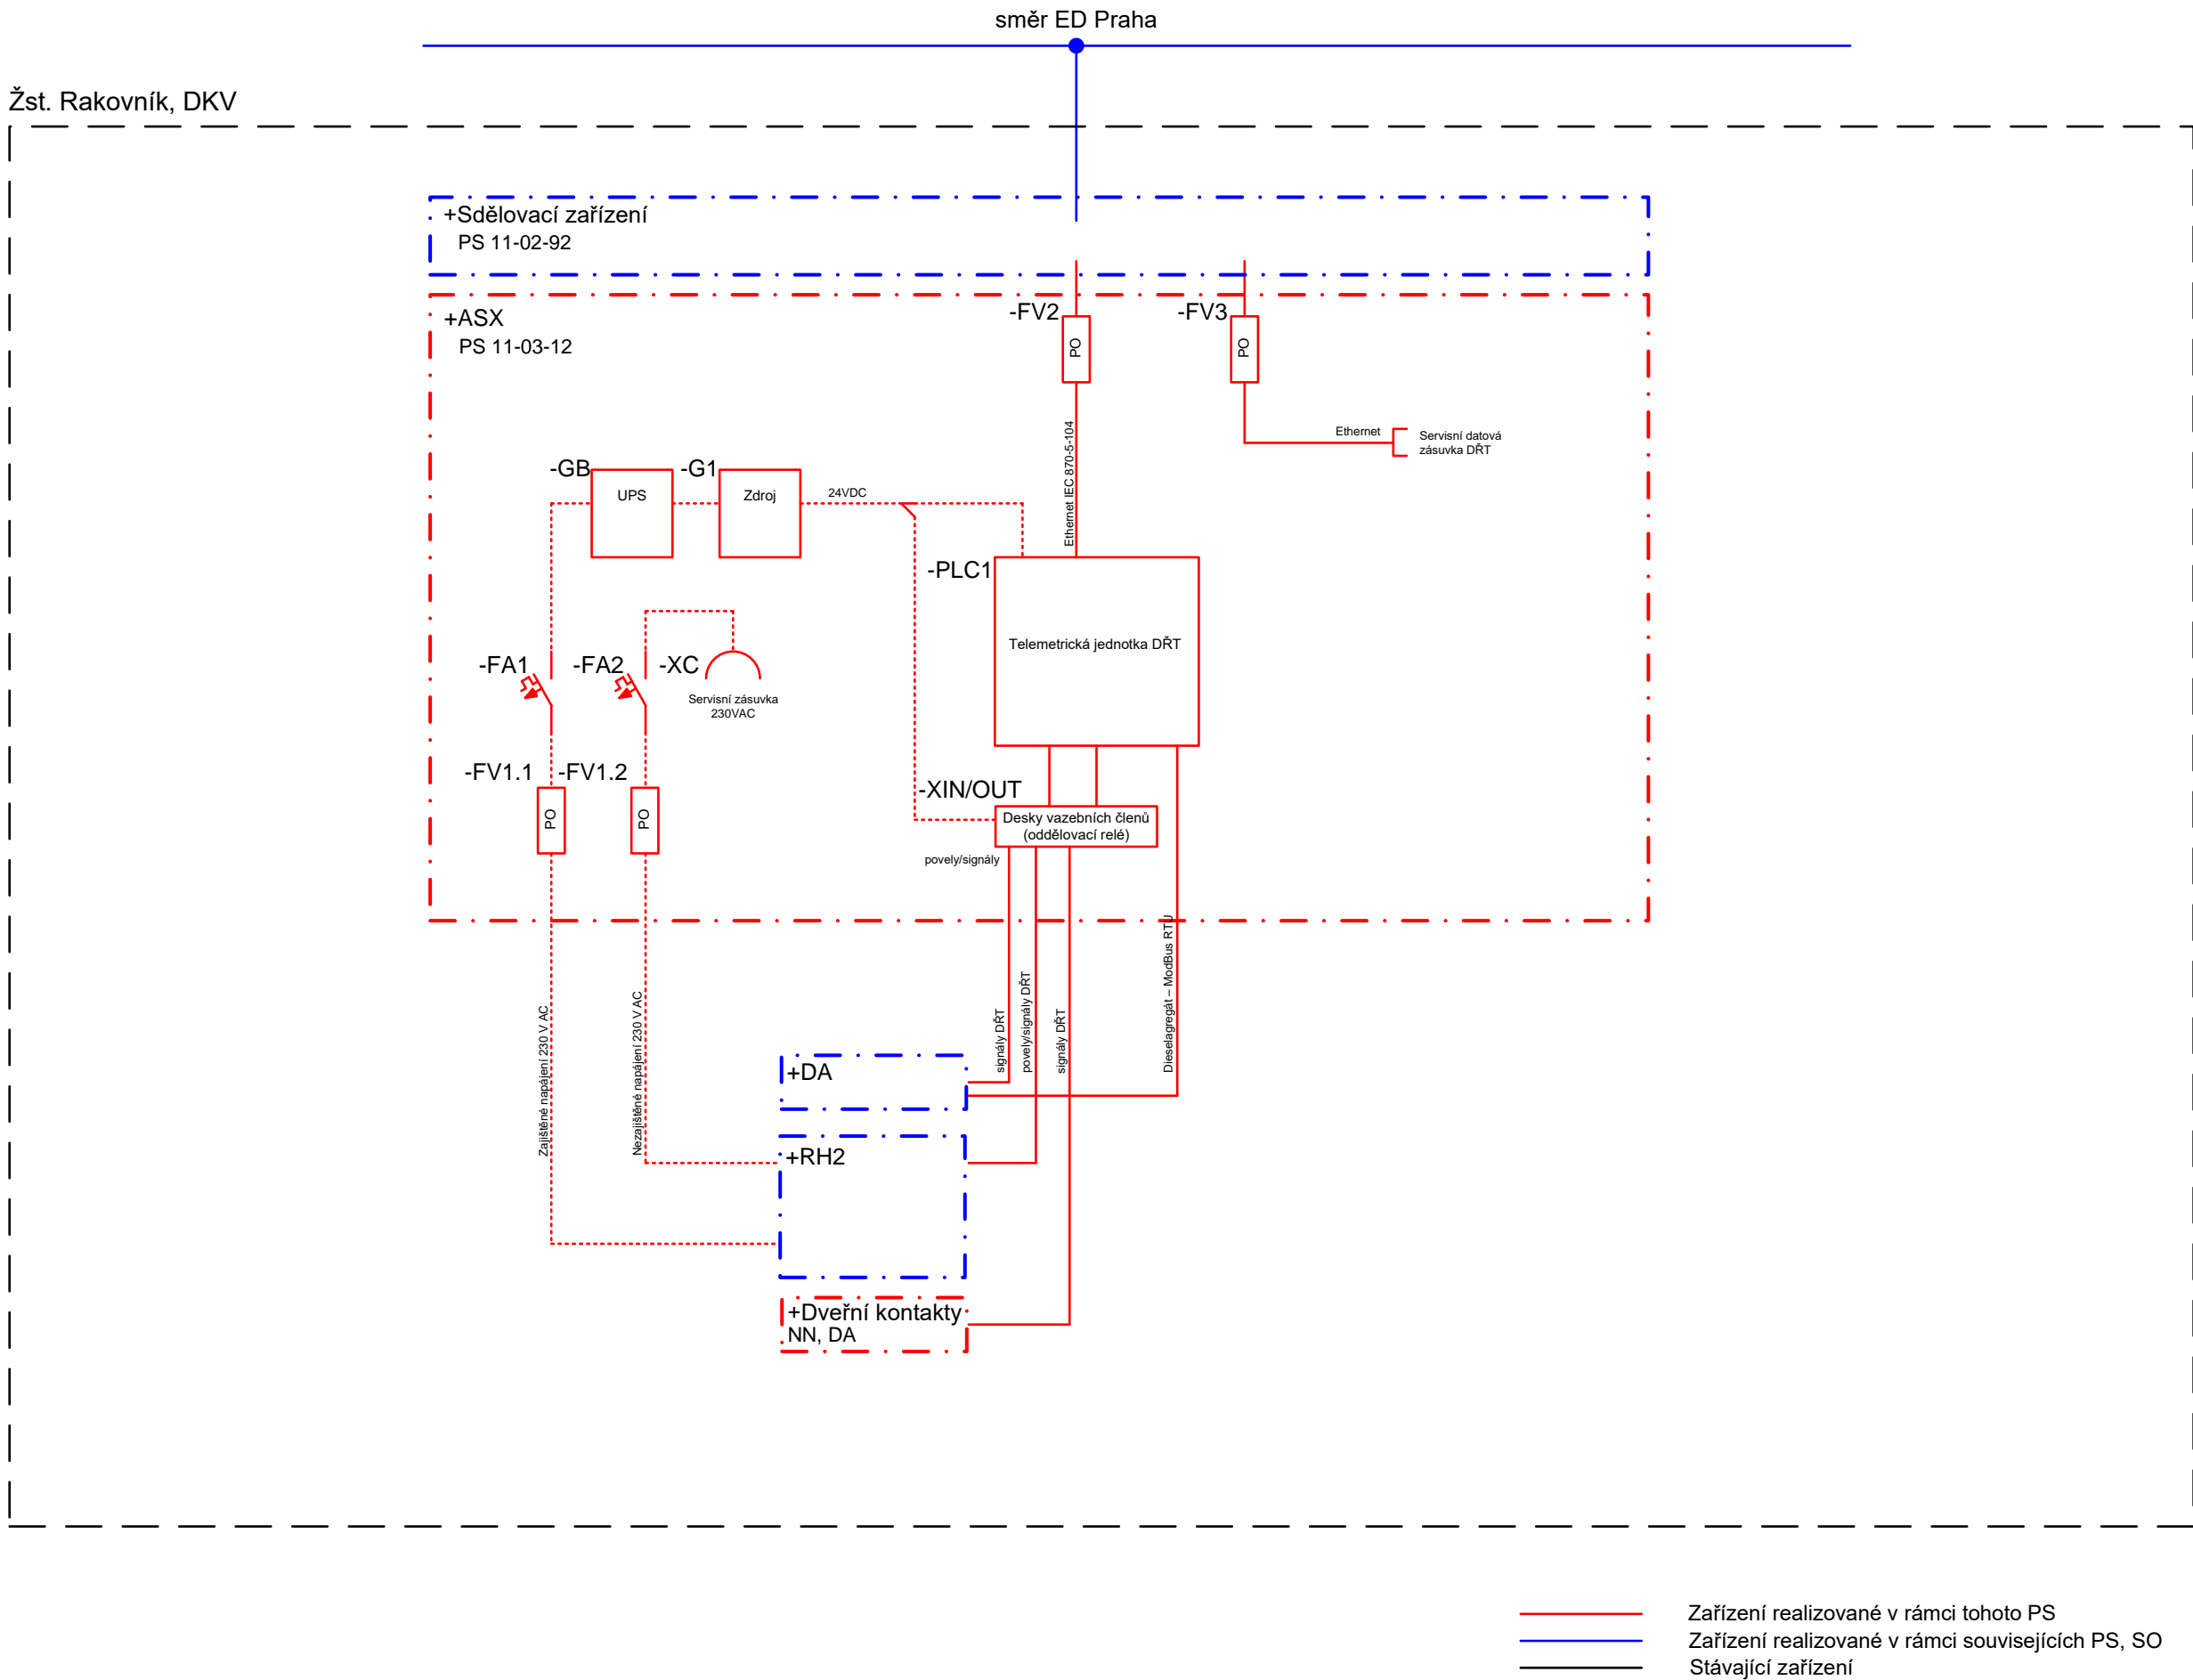 směr ED Praha
Žst. Rakovník, DKV
+Sdělovací zařízení
PS 11-02-92
+ASX
PS 11-03-12
-FV2
-FV3
PO
PO
Ethernet IEC 870-5-104
Ethernet
Servisní datová
zásuvka DŘT
-GB
UPS
-G1
Zdroj
24VDC
-PLC1
Telemetrická jednotka DŘT
-FA1
-FA2
-XC
Servisní zásuvka
230VAC
-FV1.1
-FV1.2
PO
PO
-XIN/OUT
Desky vazebních členů
(oddělovací relé)
povely/signály
Zajištěné napájení 230 V AC
Nezajištěné napájení 230 V AC
signály DŘT
povely/signály DŘT
signály DŘT
Dieselagregát – ModBus RTU
+DA
+RH2
+Dveřní kontakty
NN, DA
Zařízení realizované v rámci tohoto PS
Zařízení realizované v rámci souvisejících PS, SO
Stávající zařízení